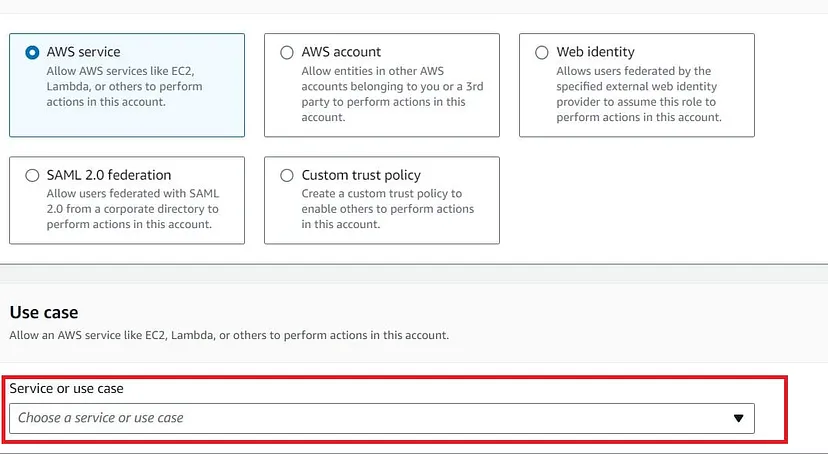 AWS service
Allow AWS services like EC2,
Lambda, or others to perform
actions in this account.
AWS account
Allow entities in other AWS
accounts belonging to you or a 3rd
party to perform actions in this
account.
Web identity
Allows users federated by the
specified external web identity
provider to assume this role to
perform actions in this account.
SAML 2.0 federation
Allow users federated with SAML
2.0 from a corporate directory to
perform actions in this account.
Custom trust policy
Create a custom trust policy to
enable others to perform actions
in this account.
Use case
Allow an AWS service like EC2, Lambda, or others to perform actions in this account.
Service or use case
Choose a service or use case